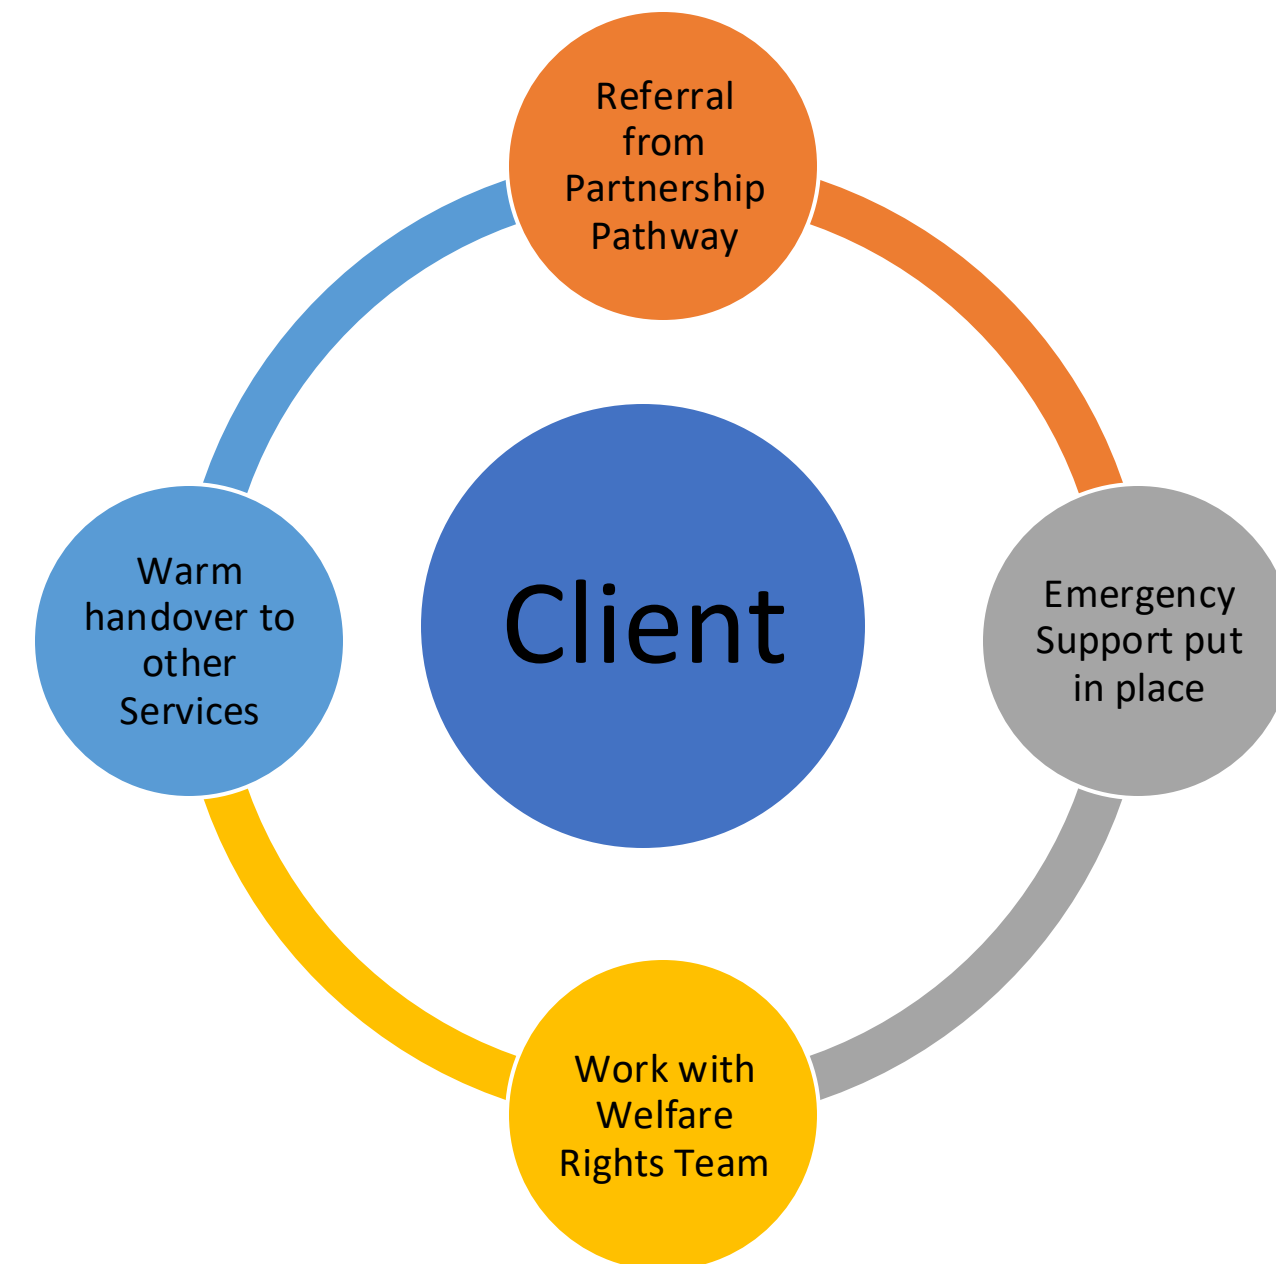 Referral
from
Partnership
Pathway
Client
Emergency
Support put
in place
Work with
Welfare
Rights Team
Warm
handover to
other
Services